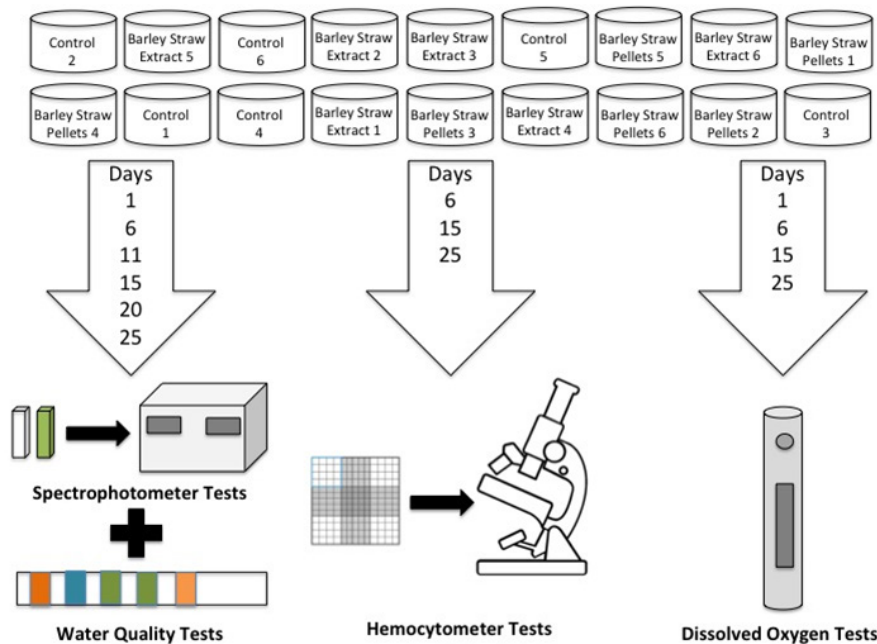 Control
2
Barley Straw
Extract 5
Control
6
Barley Straw
Extract 2
Barley Straw
Extract 3
Control
5
Barley Straw
Pellets 5
Barley Straw
Extract 6
Barley Straw
Pellets 1
Barley Straw
Pellets 4
Control
1
Control
4
Barley Straw
Extract 1
Barley Straw
Pellets 3
Barley Straw
Extract 4
Barley Straw
Pellets 6
Barley Straw
Pellets 2
Control
3
Days
1
6
11
15
20
25
Days
6
15
25
Days
1
6
15
25
Spectrophotometer Tests
Water Quality Tests
Hemocytometer Tests
Dissolved Oxygen Tests